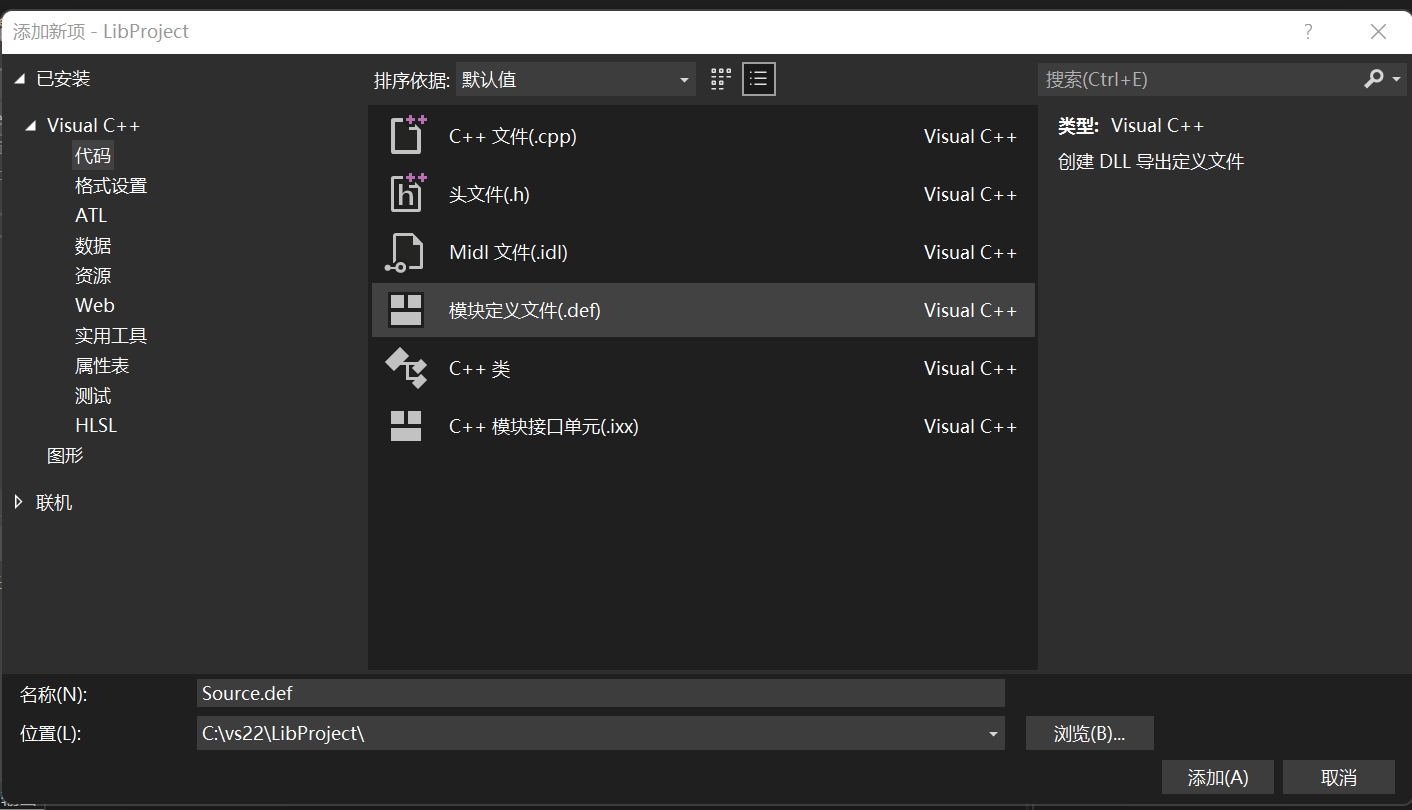 添加新项 - LibProject
?
已安装
排序依据: 默认值
搜索(Ctrl+E)
Visual C++
代码
格式设置
ATL
数据
资源
Web
实用工具
属性表
测试
HLSL
图形
联机
C++ 文件(.cpp) Visual C++
头文件(.h) Visual C++
Midl 文件(.idl) Visual C++
模块定义文件(.def) Visual C++
C++ 类 Visual C++
C++ 模块接口单元(.ixx) Visual C++
类型: Visual C++
创建 DLL 导出定义文件
名称(N): Source.def
位置(L): C:\vs22\LibProject\
浏览(B)...
添加(A) 取消